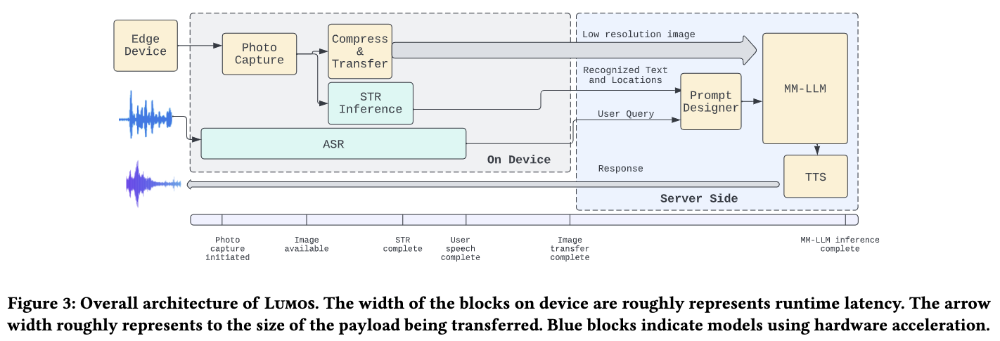 Edge
Device
Photo
Capture
Compress
&
Transfer
STR
Inference
ASR
On Device
Low resolution image
Recognized Text
and Locations
User Query
Prompt
Designer
MM-LLM
TTS
Response
Server Side
Photo
capture
initiated
Image
available
STR
complete
User
speech
complete
Image
transfer
complete
MM-LLM inference
complete
Figure 3: Overall architecture of Lumos. The width of the blocks on device are roughly represents runtime latency. The arrow
width roughly represents to the size of the payload being transferred. Blue blocks indicate models using hardware acceleration.